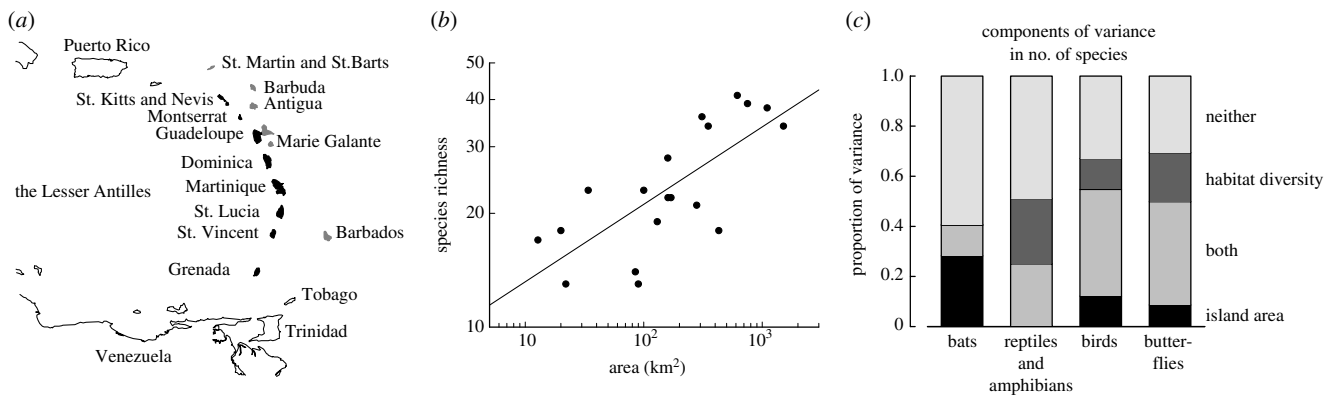 (a)
Puerto Rico
St. Martin and St.Barts
Barbuda
St. Kitts and Nevis
Antigua
Montserrat
Guadeloupe
Marie Galante
Dominica
the Lesser Antilles
Martinique
St. Lucia
St. Vincent
Barbados
Grenada
Tobago
Trinidad
Venezuela
(b)
50
40
30
20
10
species richness
10
10²
10³
area (km²)
(c)
components of variance
in no. of species
1.0
0.8
0.6
0.4
0.2
0
proportion of variance
neither
habitat diversity
both
island area
bats
reptiles
and
amphibians
birds
butter-
flies